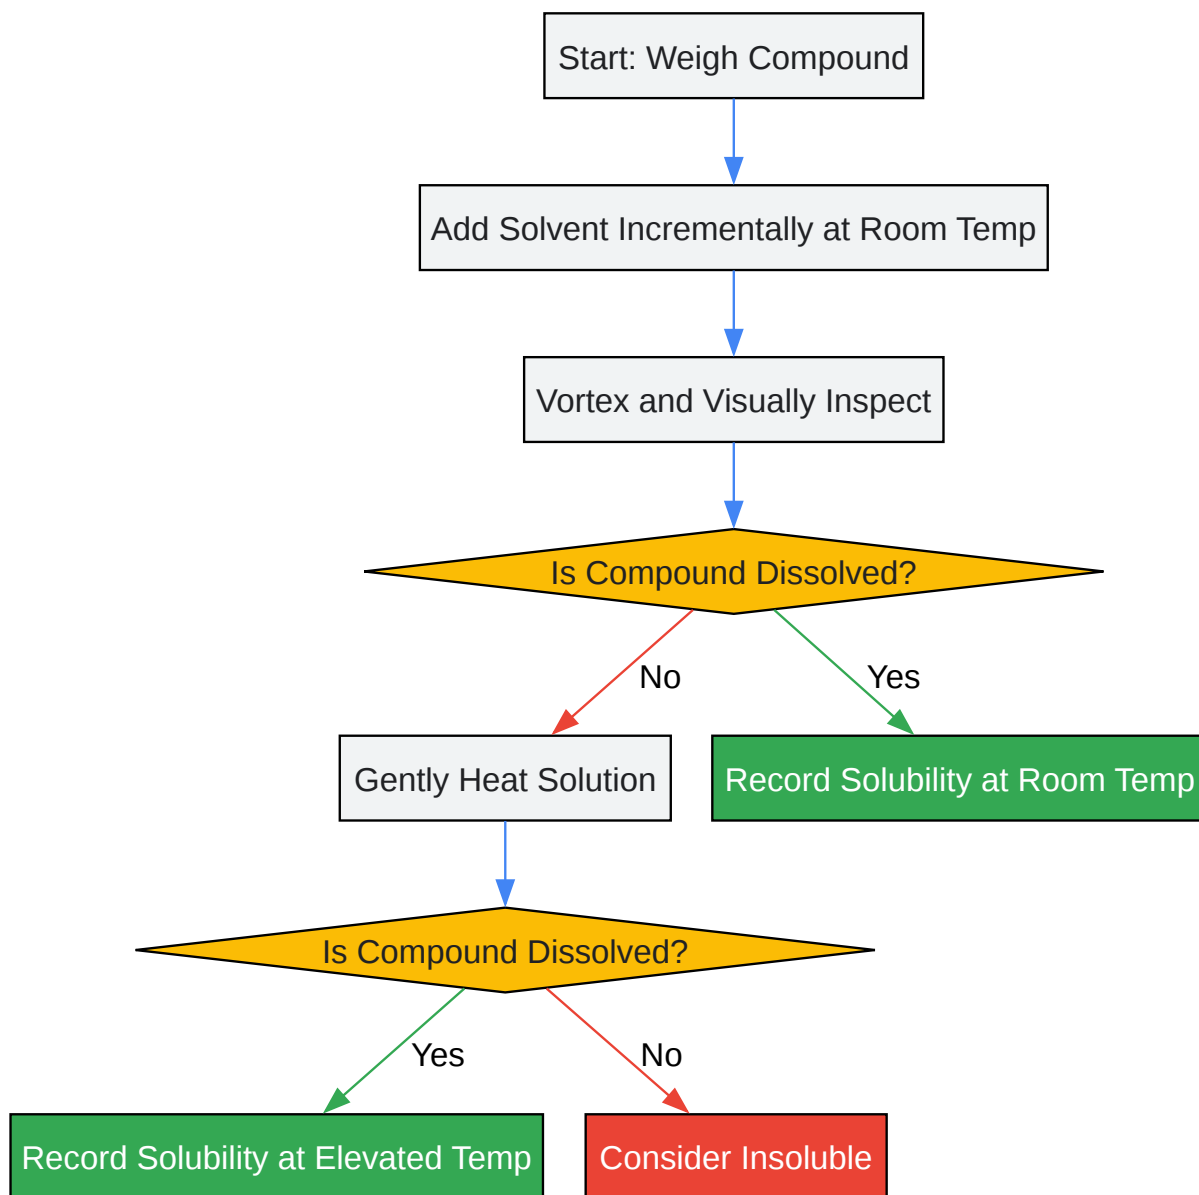 Start: Weigh Compound
Add Solvent Incrementally at Room Temp
Vortex and Visually Inspect
Is Compound Dissolved?
No
Yes
Gently Heat Solution
Record Solubility at Room Temp
Is Compound Dissolved?
Yes
No
Record Solubility at Elevated Temp
Consider Insoluble